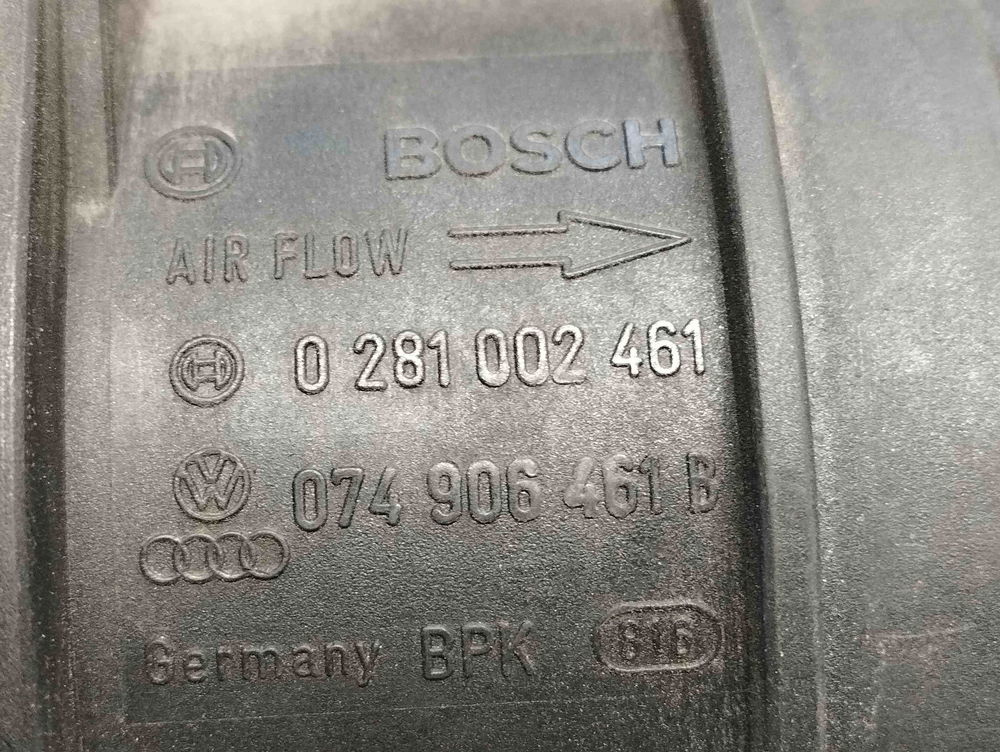 BOSCH
AIR FLOW
0 281 002 461
074 906 461 B
Germany BPK 816